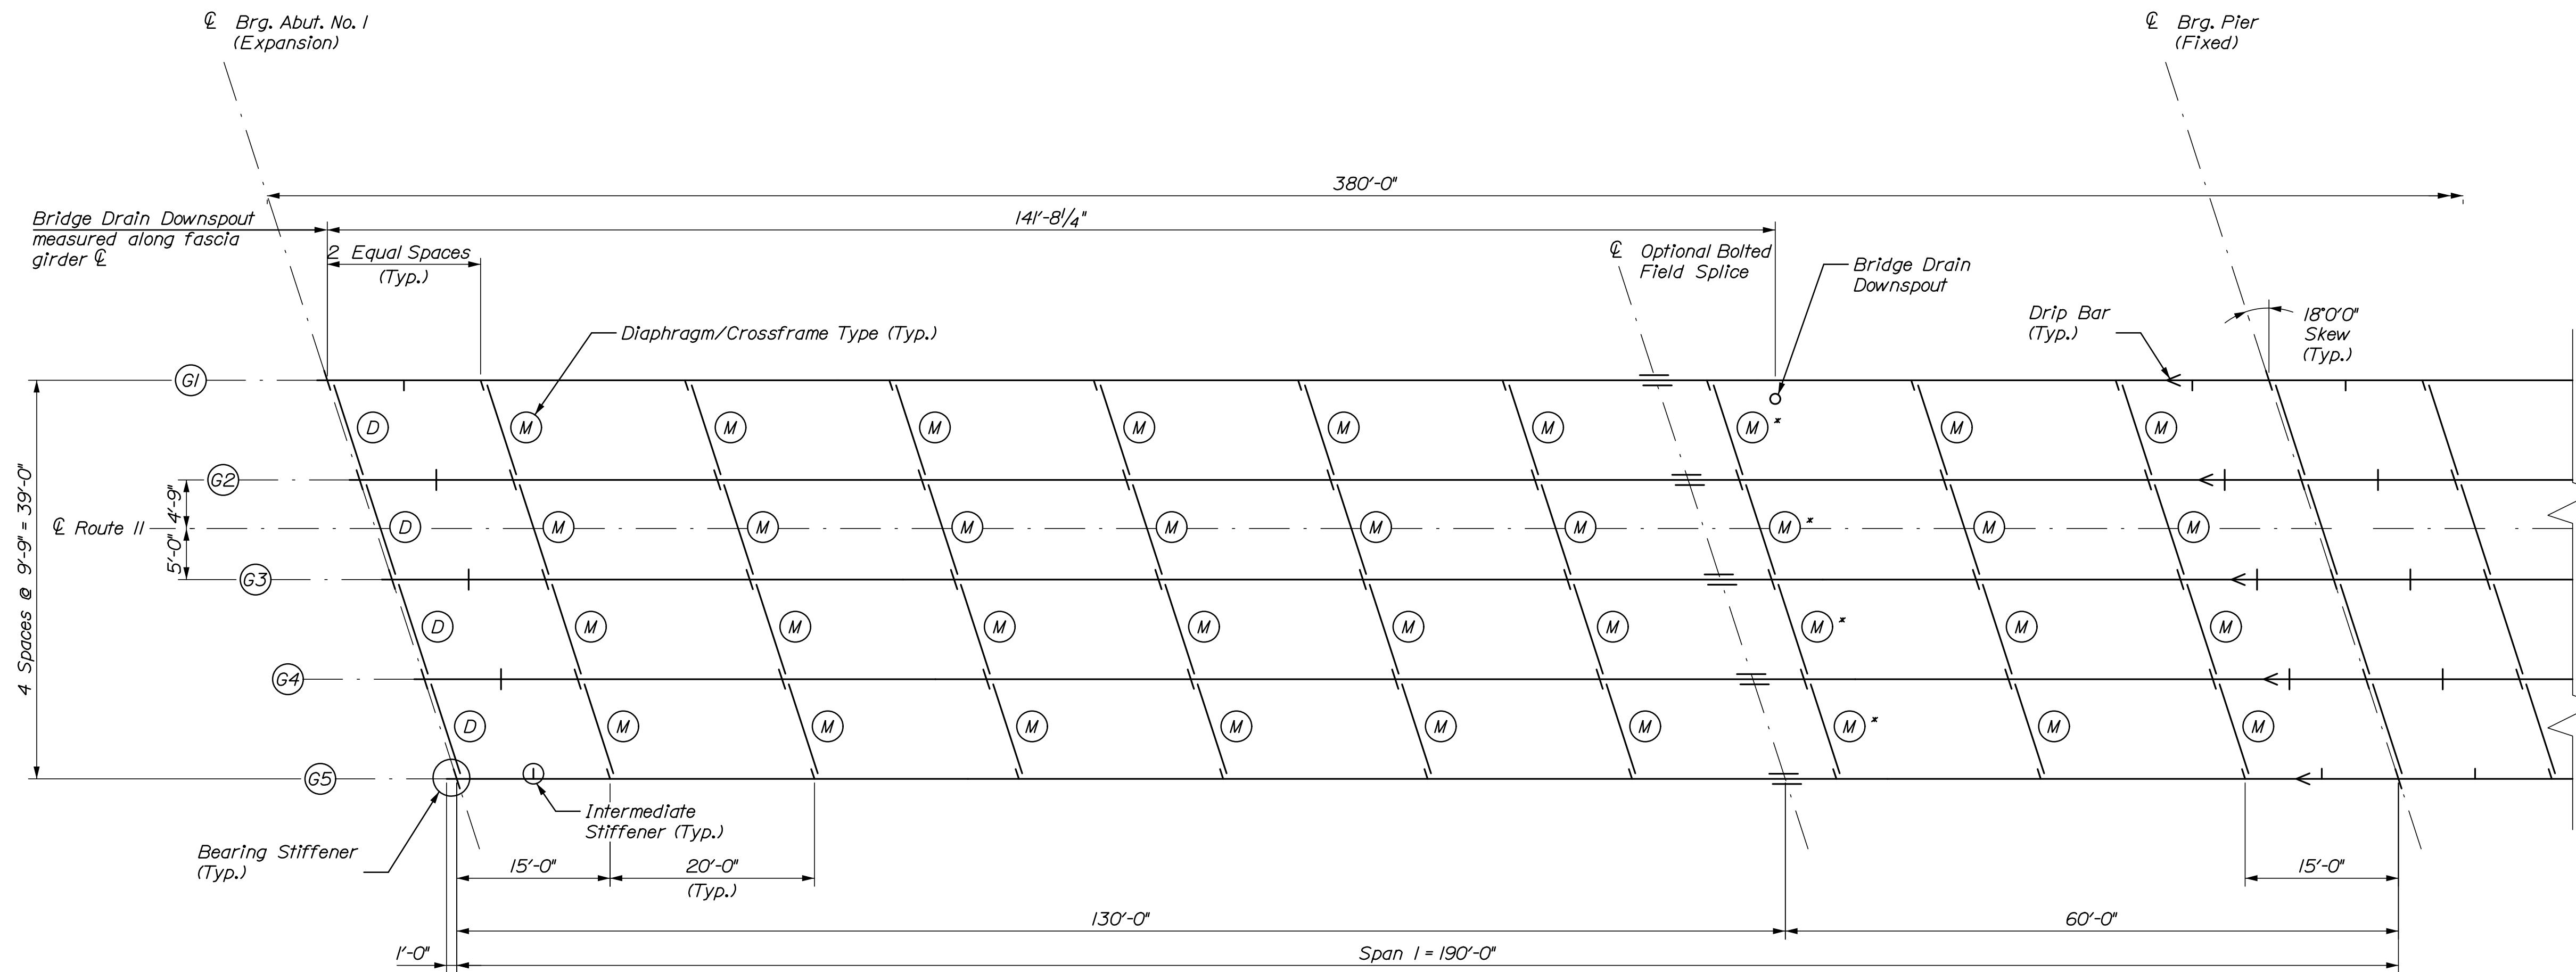 ℄ Brg. Abut. No. 1
(Expansion)
℄ Brg. Pier
(Fixed)
380'-0"
Bridge Drain Downspout
measured along fascia
girder ℄
141'-8 1/4"
2 Equal Spaces
(Typ.)
℄ Optional Bolted
Field Splice
Bridge Drain
Downspout
Diaphragm/Crossframe Type (Typ.)
Drip Bar
(Typ.)
18°0'0"
Skew
(Typ.)
G1
D M M M M M M M * M M
G2
4 Spaces @ 9'-9" = 39'-0"
4'-9"
℄ Route 11
5'-0"
D M M M M M M M * M M
G3
D M M M M M M M * M M
G4
D M M M M M M M * M M
G5
Intermediate
Stiffener (Typ.)
Bearing Stiffener
(Typ.)
15'-0"
20'-0"
(Typ.)
15'-0"
130'-0"
60'-0"
1'-0"
Span 1 = 190'-0"